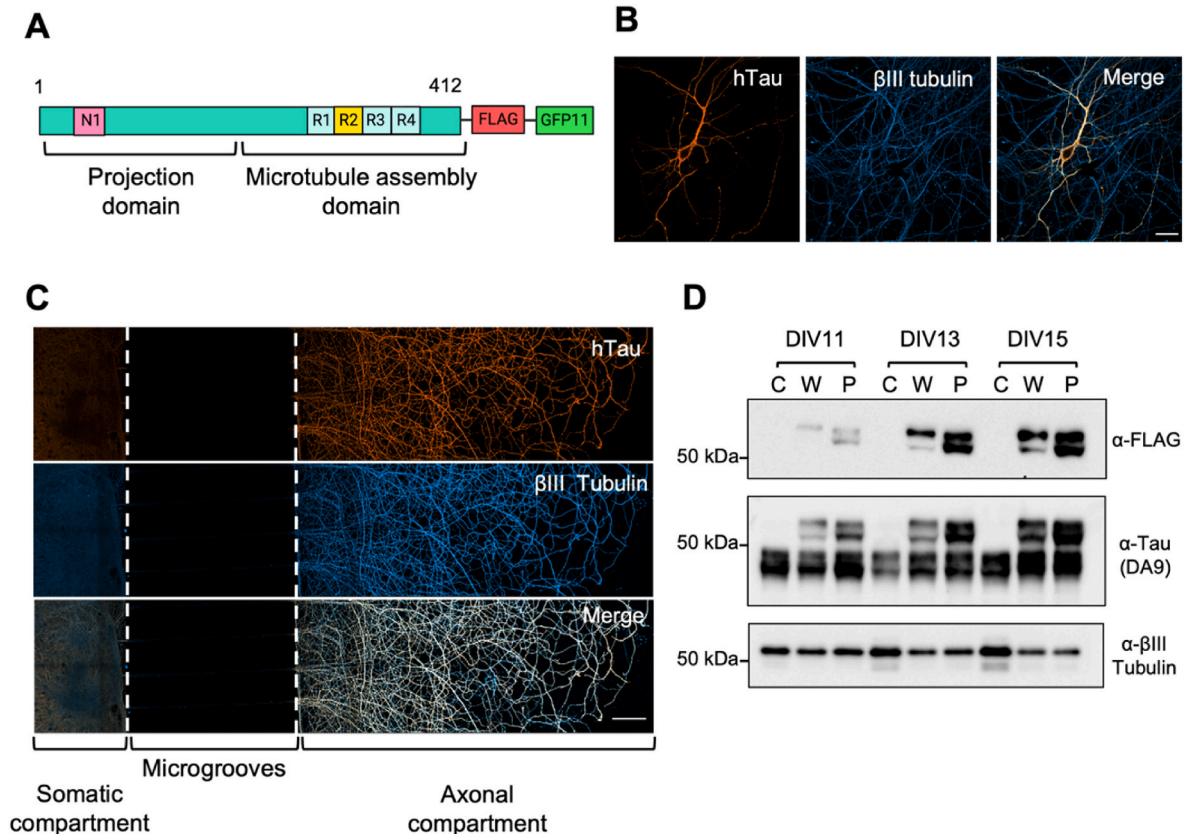 A
1
412
N1
R1
R2
R3
R4
FLAG
GFP11
Projection
domain
Microtubule assembly
domain
B
hTau
βIII tubulin
Merge
C
hTau
βIII Tubulin
Merge
Microgrooves
Somatic
compartment
Axonal
compartment
D
DIV11
DIV13
DIV15
C W P C W P C W P
50 kDa
α-FLAG
50 kDa
α-Tau
(DA9)
50 kDa
α-βIII
Tubulin